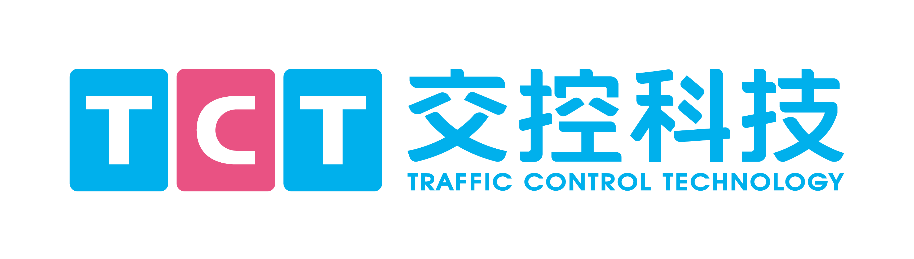 TCT
交控科技
TRAFFIC CONTROL TECHNOLOGY